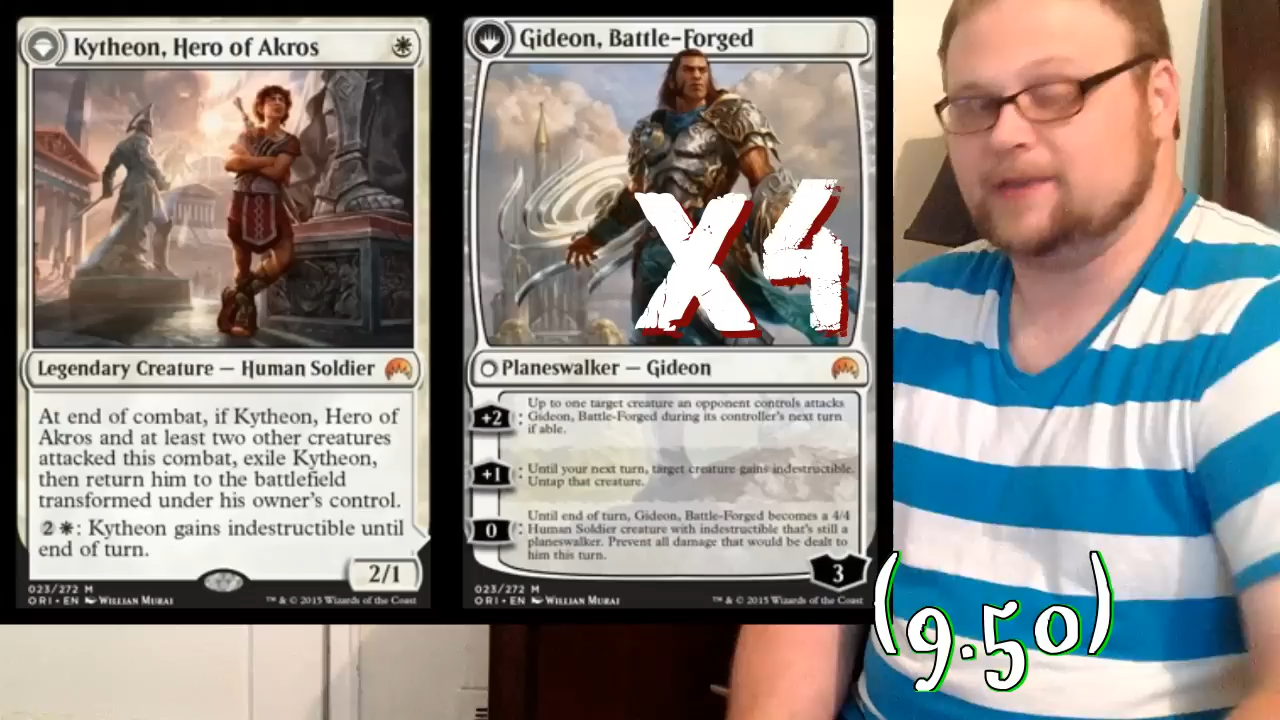 Kytheon, Hero of Akros
Legendary Creature — Human Soldier
At end of combat, if Kytheon, Hero of
Akros and at least two other creatures
attacked this combat, exile Kytheon,
then return him to the battlefield
transformed under his owner's control.
2: Kytheon gains indestructible until
end of turn.
2/1
023/272 M
ORI • EN Willian Murai
™ & © 2015 Wizards of the Coast
Gideon, Battle-Forged
X4
Planeswalker — Gideon
+2: Up to one target creature an opponent controls attacks
Gideon, Battle-Forged during its controller's next turn
if able.
+1: Until your next turn, target creature gains indestructible.
Untap that creature.
0: Until end of turn, Gideon, Battle-Forged becomes a 4/4
Human Soldier creature with indestructible that's still a
planeswalker. Prevent all damage that would be dealt to
him this turn.
3
023/272 M
ORI • EN Willian Murai
™ & © 2015 Wizards of the Coast
(9.50)